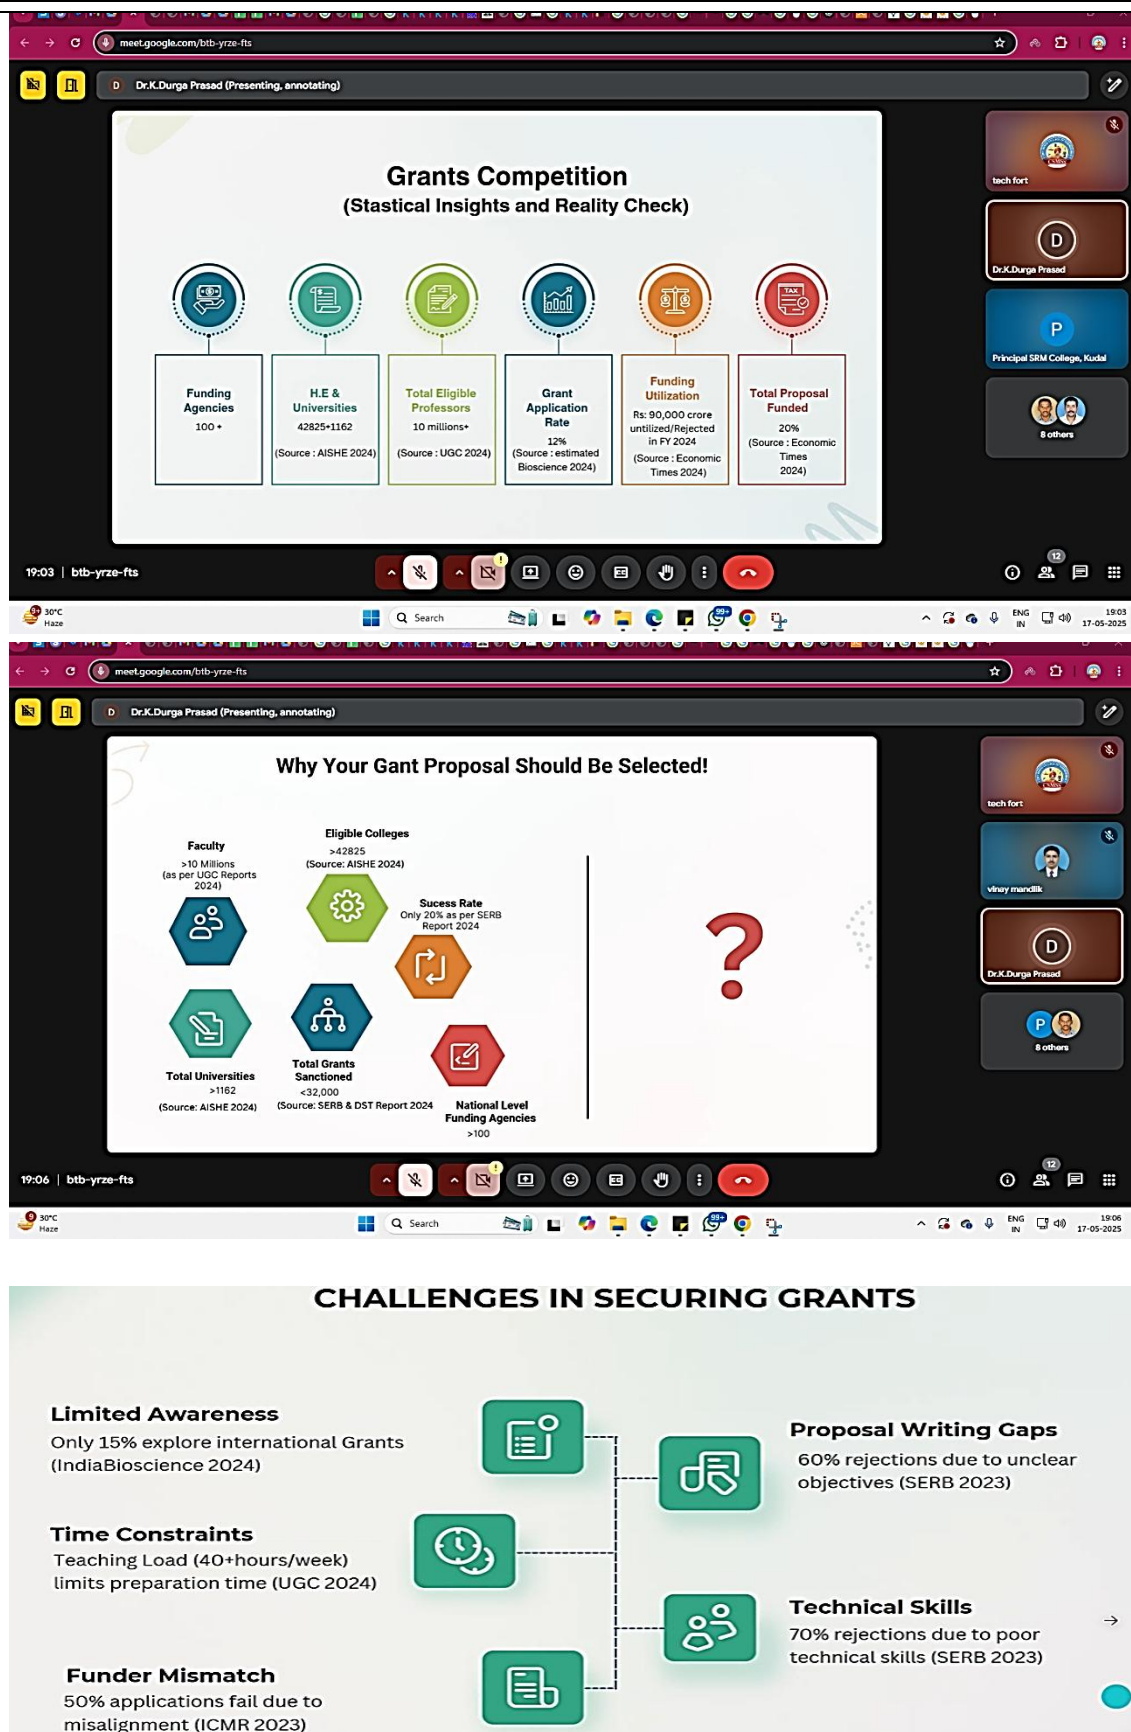 meet.google.com/btb-yrze-fts
D Dr.K.Durga Prasad (Presenting, annotating)
Grants Competition
(Stastical Insights and Reality Check)
TAX
Funding
Agencies
100 +
H.E &
Universities
42825+1162
(Source : AISHE 2024)
Total Eligible
Professors
10 millions+
(Source : UGC 2024)
Grant
Application
Rate
12%
(Source : estimated
Bioscience 2024)
Funding
Utilization
Rs: 90,000 crore
untilized/Rejected
in FY 2024
(Source : Economic
Times 2024)
Total Proposal
Funded
20%
(Source : Economic
Times
2024)
tech fort
D
Dr.K.Durga Prasad
P
Principal SRM College, Kudal
8 others
19:03 | btb-yrze-fts
12
9+
30°C
Haze
Search
99+
ENG
IN
19:03
17-05-2025
meet.google.com/btb-yrze-fts
D Dr.K.Durga Prasad (Presenting, annotating)
Why Your Gant Proposal Should Be Selected!
Faculty
>10 Millions
(as per UGC Reports
2024)
Eligible Colleges
>42825
(Source: AISHE 2024)
Sucess Rate
Only 20% as per SERB
Report 2024
Total Universities
>1162
(Source: AISHE 2024)
Total Grants
Sanctioned
<32,000
(Source: SERB & DST Report 2024
National Level
Funding Agencies
>100
?
tech fort
vinay mandlik
D
Dr.K.Durga Prasad
P
8 others
19:06 | btb-yrze-fts
12
9
30°C
Haze
Search
99+
ENG
IN
19:06
17-05-2025
CHALLENGES IN SECURING GRANTS
Limited Awareness
Only 15% explore international Grants
(IndiaBioscience 2024)
Proposal Writing Gaps
60% rejections due to unclear
objectives (SERB 2023)
Time Constraints
Teaching Load (40+hours/week)
limits preparation time (UGC 2024)
Technical Skills
70% rejections due to poor
technical skills (SERB 2023)
Funder Mismatch
50% applications fail due to
misalignment (ICMR 2023)